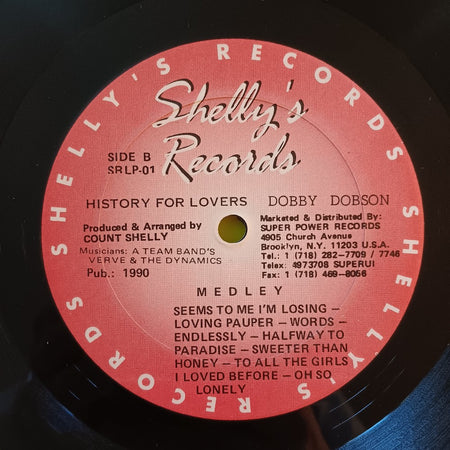 SHELLY'S RECORDS SHELLY'S RECORDS
Shelly's
Records
SIDE B
SRLP-01
HISTORY FOR LOVERS DOBBY DOBSON
Produced & Arranged by
COUNT SHELLY
Musicians: A TEAM BAND'S
VERVE & THE DYNAMICS
Pub.: 1990
Marketed & Distributed By:
SUPER POWER RECORDS
4905 Church Avenue
Brooklyn, N.Y. 11203 U.S.A.
Tel.: 1 (718) 282-7709 / 7746
Telex: 4973708 SUPERUI
Fax.: 1 (718) 469-8056
MEDLEY
SEEMS TO ME I'M LOSING –
LOVING PAUPER – WORDS –
ENDLESSLY – HALFWAY TO
PARADISE – SWEETER THAN
HONEY – TO ALL THE GIRLS
I LOVED BEFORE – OH SO
LONELY